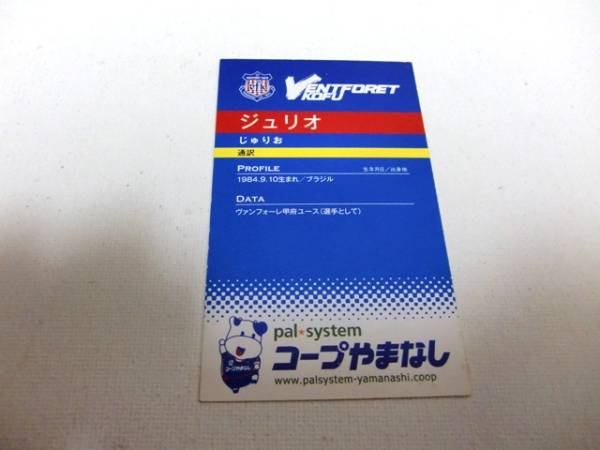 VENTFORET
KOFU
ジュリオ
じゅりお
通訳
PROFILE 生年月日／出身地
1984.9.10生まれ／ブラジル
DATA
ヴァンフォーレ甲府ユース（選手として）
pal★system
コープやまなし
www.palsystem-yamanashi.coop